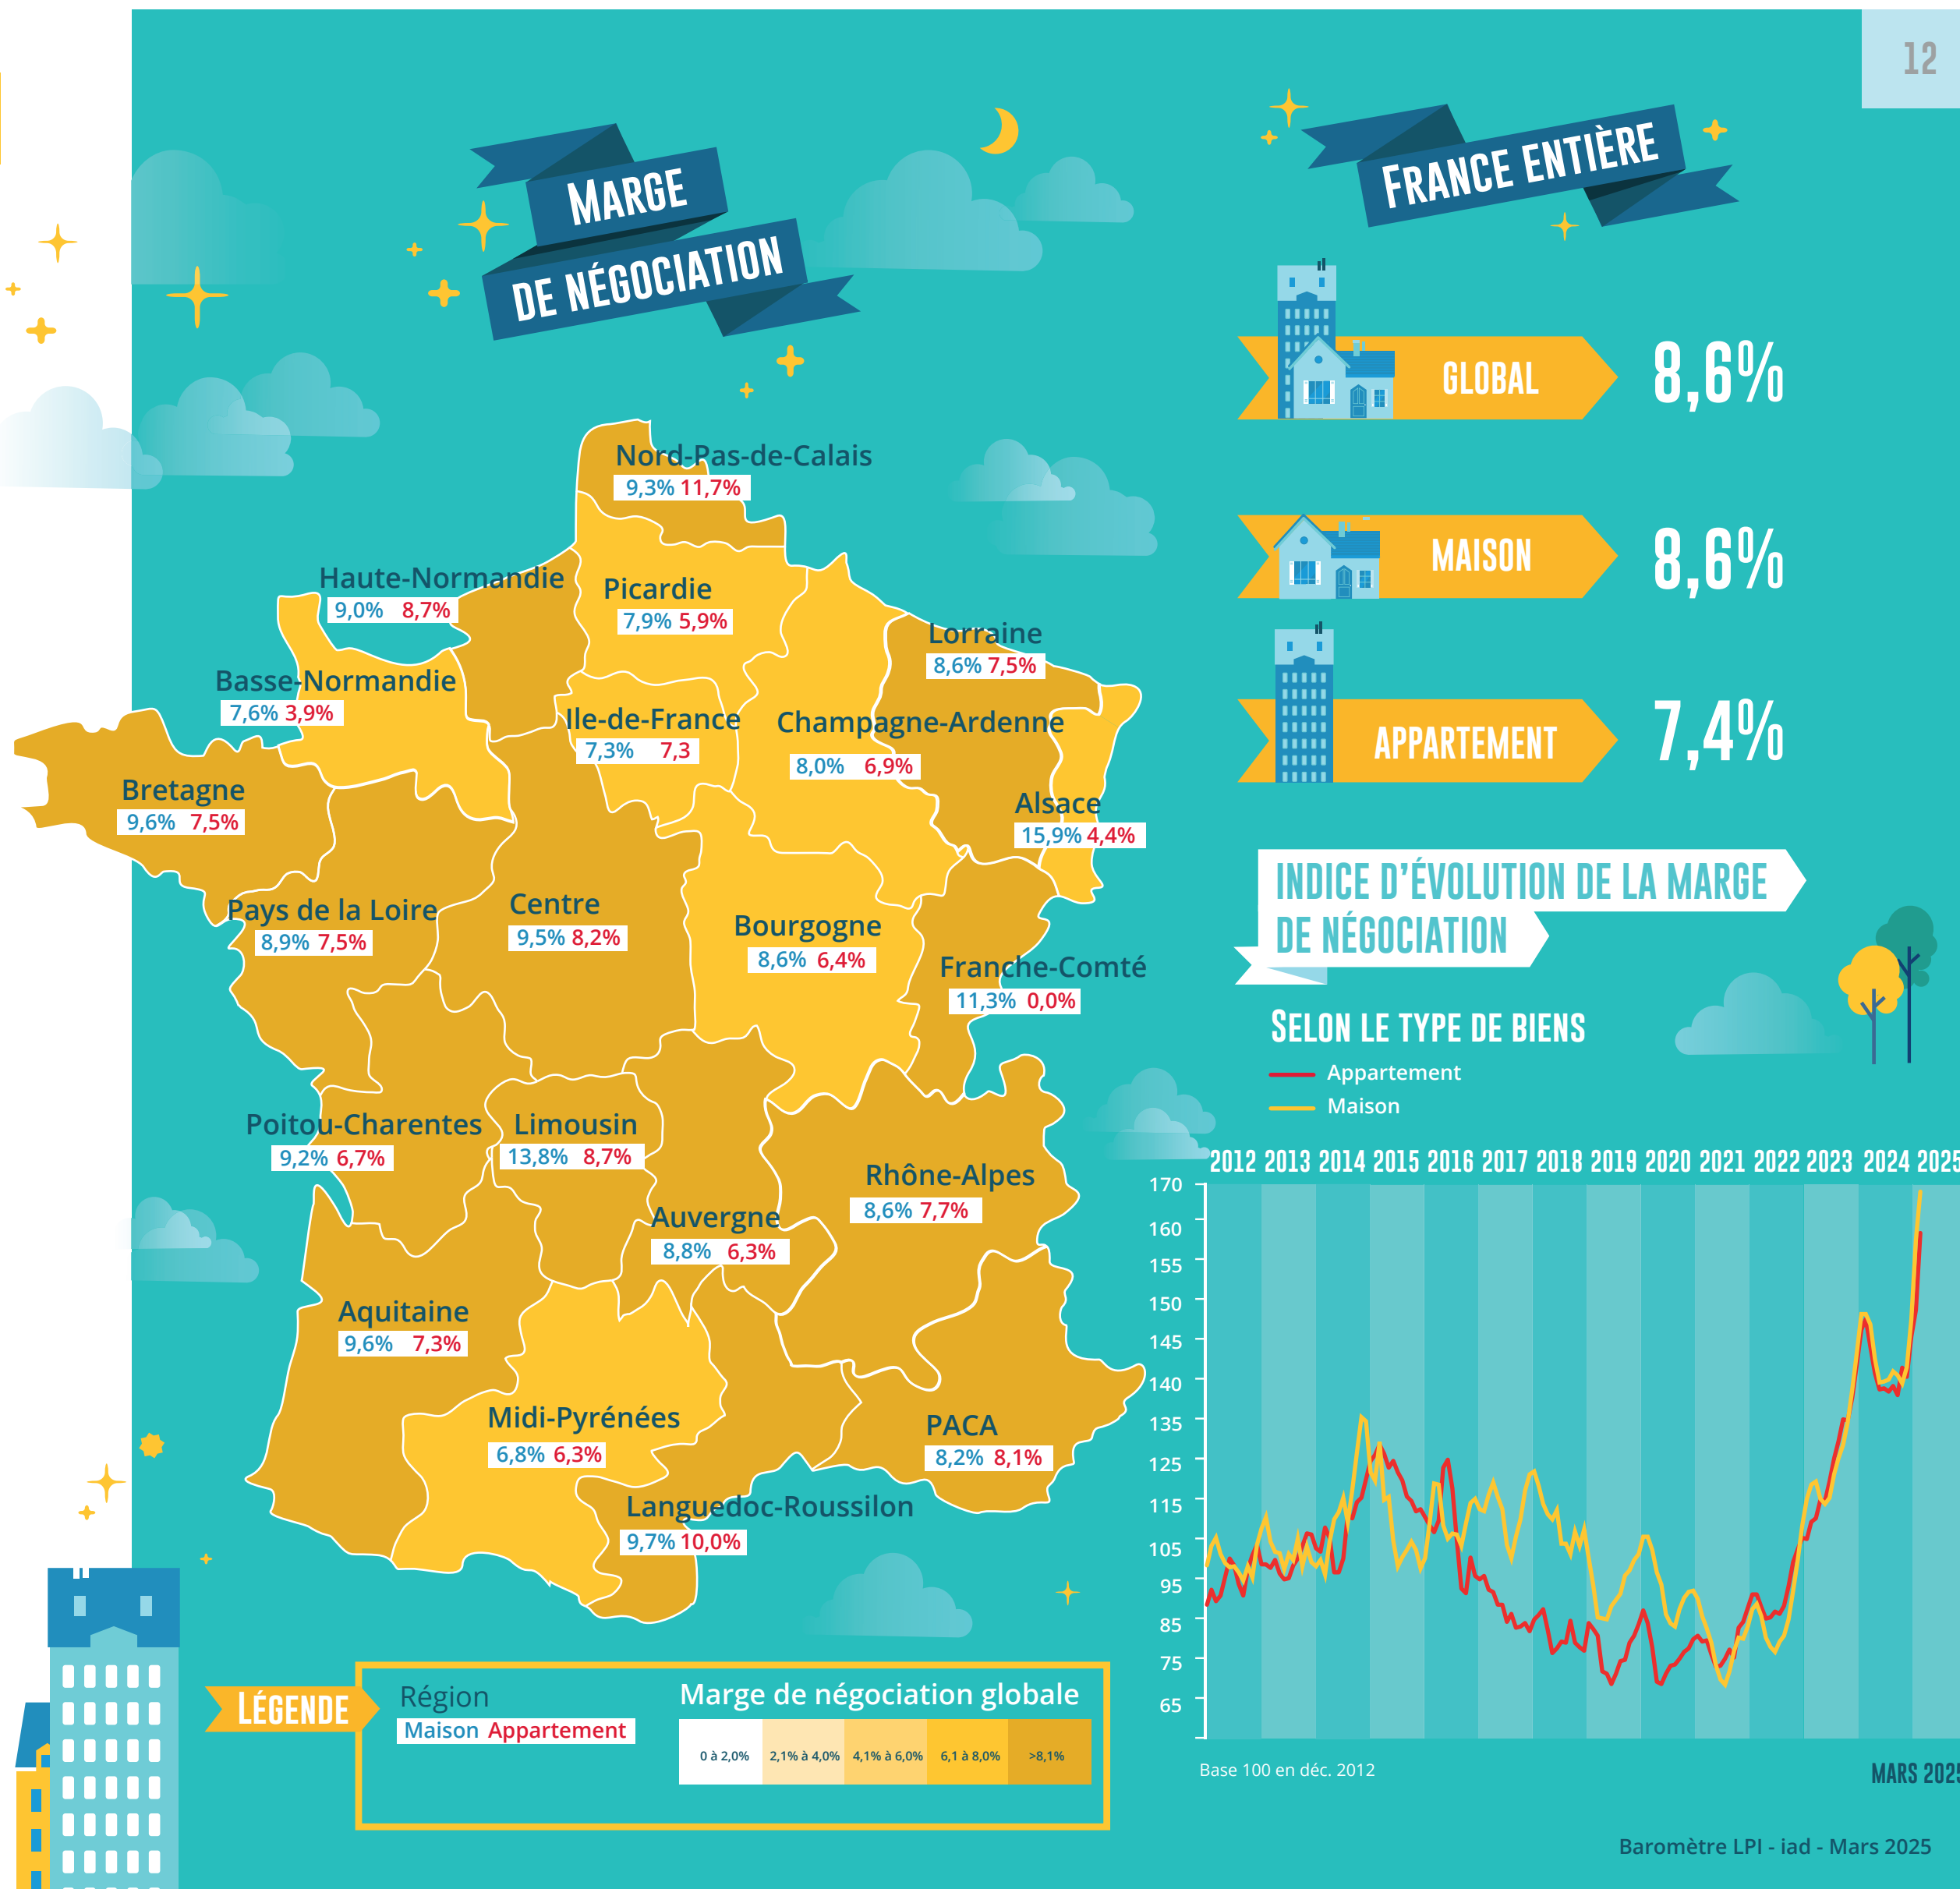 12
MARGE
DE NÉGOCIATION
Nord-Pas-de-Calais
9,3% 11,7%
Haute-Normandie
9,0% 8,7%
Picardie
7,9% 5,9%
Lorraine
8,6% 7,5%
Basse-Normandie
7,6% 3,9%
Ile-de-France
7,3% 7,3
Champagne-Ardenne
8,0% 6,9%
Bretagne
9,6% 7,5%
Alsace
15,9% 4,4%
Pays de la Loire
8,9% 7,5%
Centre
9,5% 8,2%
Bourgogne
8,6% 6,4%
Franche-Comté
11,3% 0,0%
Poitou-Charentes
9,2% 6,7%
Limousin
13,8% 8,7%
Rhône-Alpes
8,6% 7,7%
Auvergne
8,8% 6,3%
Aquitaine
9,6% 7,3%
Midi-Pyrénées
6,8% 6,3%
PACA
8,2% 8,1%
Languedoc-Roussilon
9,7% 10,0%
LÉGENDE
Région
Maison Appartement
Marge de négociation globale
0 à 2,0% 2,1% à 4,0% 4,1% à 6,0% 6,1 à 8,0% >8,1%
FRANCE ENTIÈRE
GLOBAL 8,6%
MAISON 8,6%
APPARTEMENT 7,4%
INDICE D'ÉVOLUTION DE LA MARGE
DE NÉGOCIATION
SELON LE TYPE DE BIENS
Appartement
Maison
2012 2013 2014 2015 2016 2017 2018 2019 2020 2021 2022 2023 2024 2025
170
160
155
150
145
140
135
125
115
105
95
85
75
65
Base 100 en déc. 2012
MARS 2025
Baromètre LPI - iad - Mars 2025